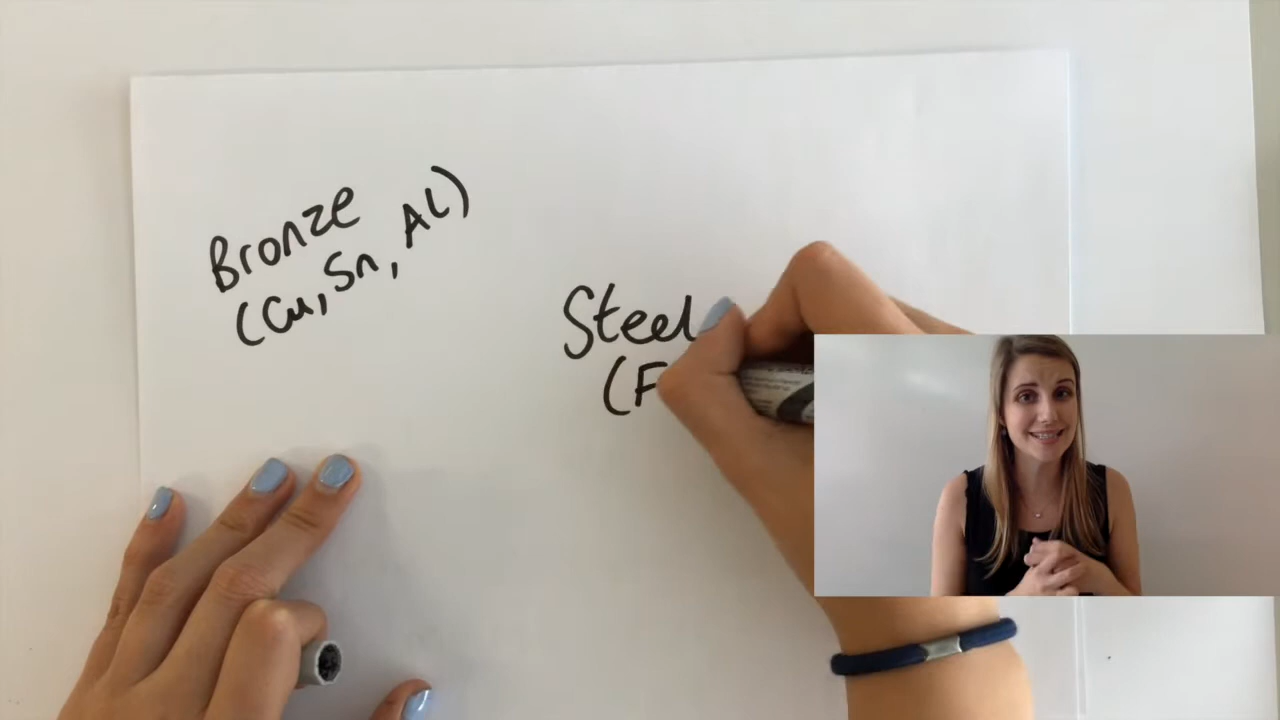 Bronze
(Cu, Sn, Al)
Steel
(F